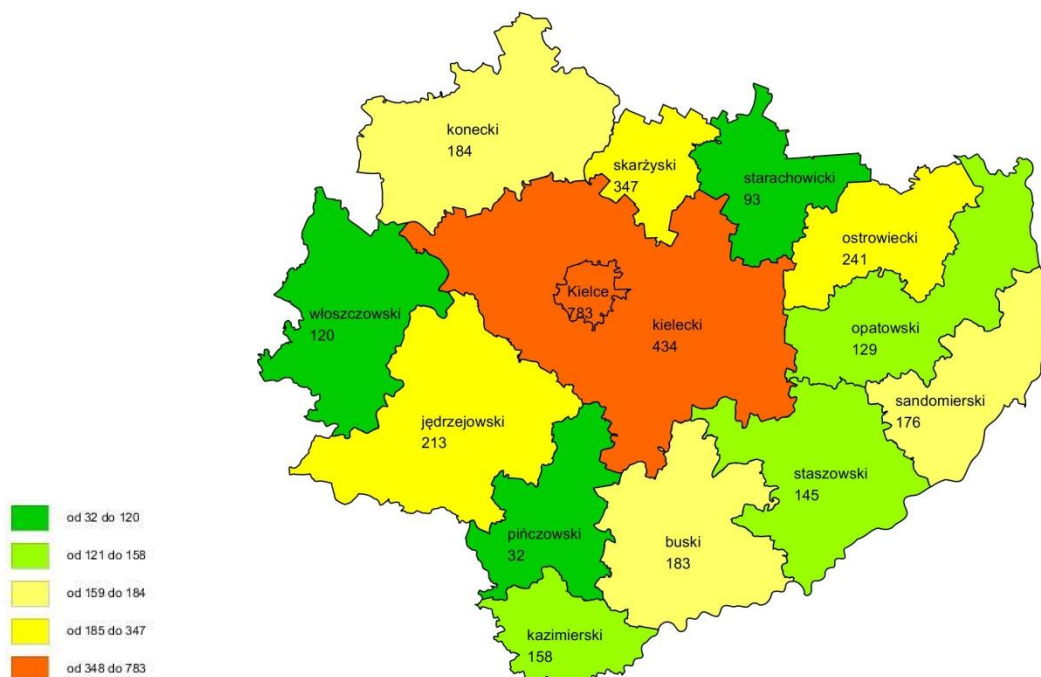 konecki
184
skarżyski
347
starachowicki
93
ostrowiecki
241
włoszczowski
120
Kielce
783
kielecki
434
opatowski
129
jędrzejowski
213
sandomierski
176
staszowski
145
pińczowski
32
buski
183
kazimierski
158
od 32 do 120
od 121 do 158
od 159 do 184
od 185 do 347
od 348 do 783